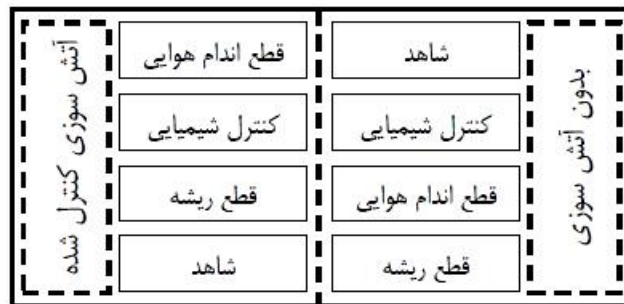 بدون آتش سوزی
شاهد
کنترل شیمیایی
قطع اندام هوایی
قطع ریشه
قطع اندام هوایی
کنترل شیمیایی
قطع ریشه
شاهد
آتش سوزی کنترل شده